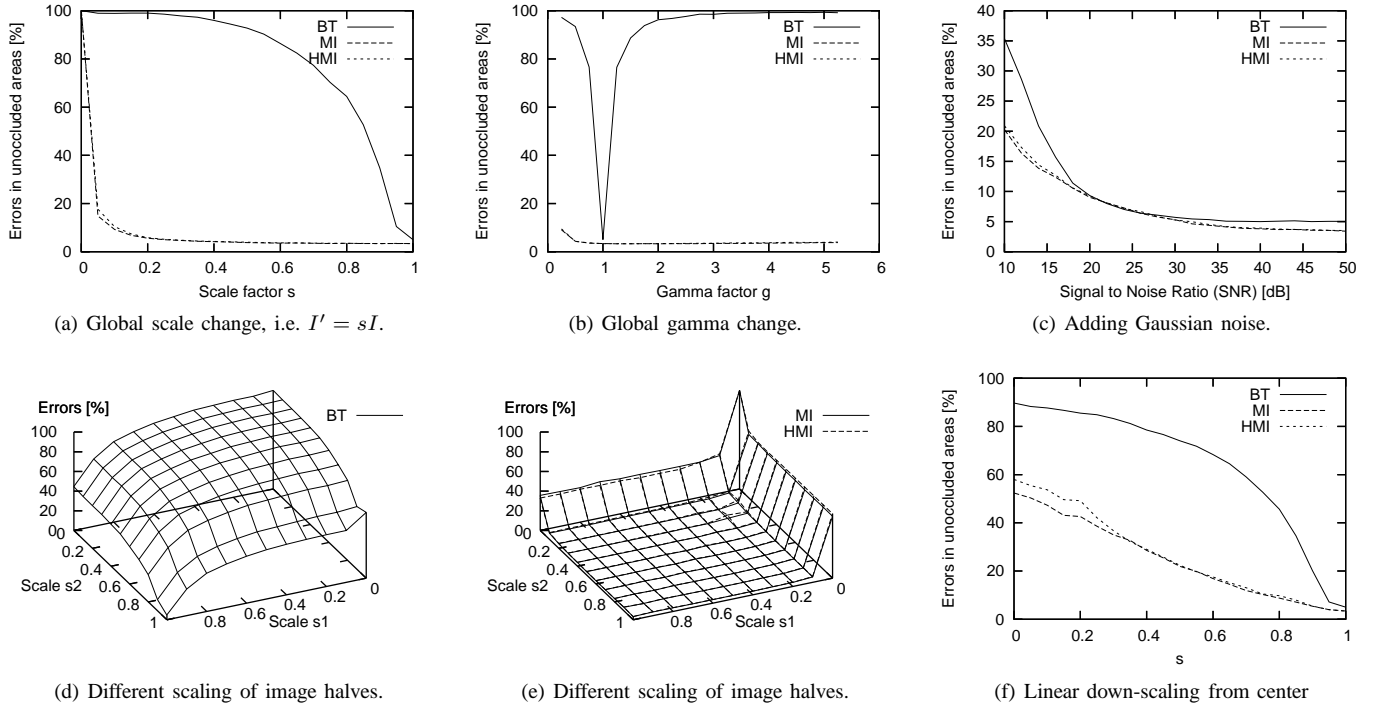 Errors in unoccluded areas [%]
100
80
60
40
20
0
BT
MI
HMI
0 0.2 0.4 0.6 0.8 1
Scale factor s
(a) Global scale change, i.e. I′ = sI.
Errors in unoccluded areas [%]
100
80
60
40
20
0
BT
MI
HMI
0 1 2 3 4 5 6
Gamma factor g
(b) Global gamma change.
Errors in unoccluded areas [%]
40
35
30
25
20
15
10
5
0
BT
MI
HMI
10 15 20 25 30 35 40 45 50
Signal to Noise Ratio (SNR) [dB]
(c) Adding Gaussian noise.
Errors [%]
BT
100
80
60
40
20
0
0
0.2
0.4
0.6
0.8
1
Scale s2
0.8 0.6 0.4 0.2 0
Scale s1
(d) Different scaling of image halves.
Errors [%]
MI
HMI
100
80
60
40
20
0
0
0.2
0.4
0.6
0.8
1
Scale s2
0.8 0.6 0.4 0.2 0
Scale s1
(e) Different scaling of image halves.
Errors in unoccluded areas [%]
100
80
60
40
20
0
BT
MI
HMI
0 0.2 0.4 0.6 0.8 1
s
(f) Linear down-scaling from center